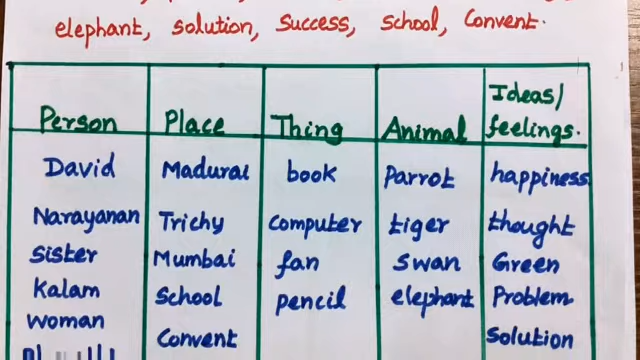 elephant, solution, Success, school, Convent.
Person Place Thing Animal Ideas/feelings.
David Madurai book Parrot happiness
Narayanan Trichy Computer tiger thought
Sister Mumbai fan Swan Green
Kalam School pencil elephant Problem
Woman Convent Solution